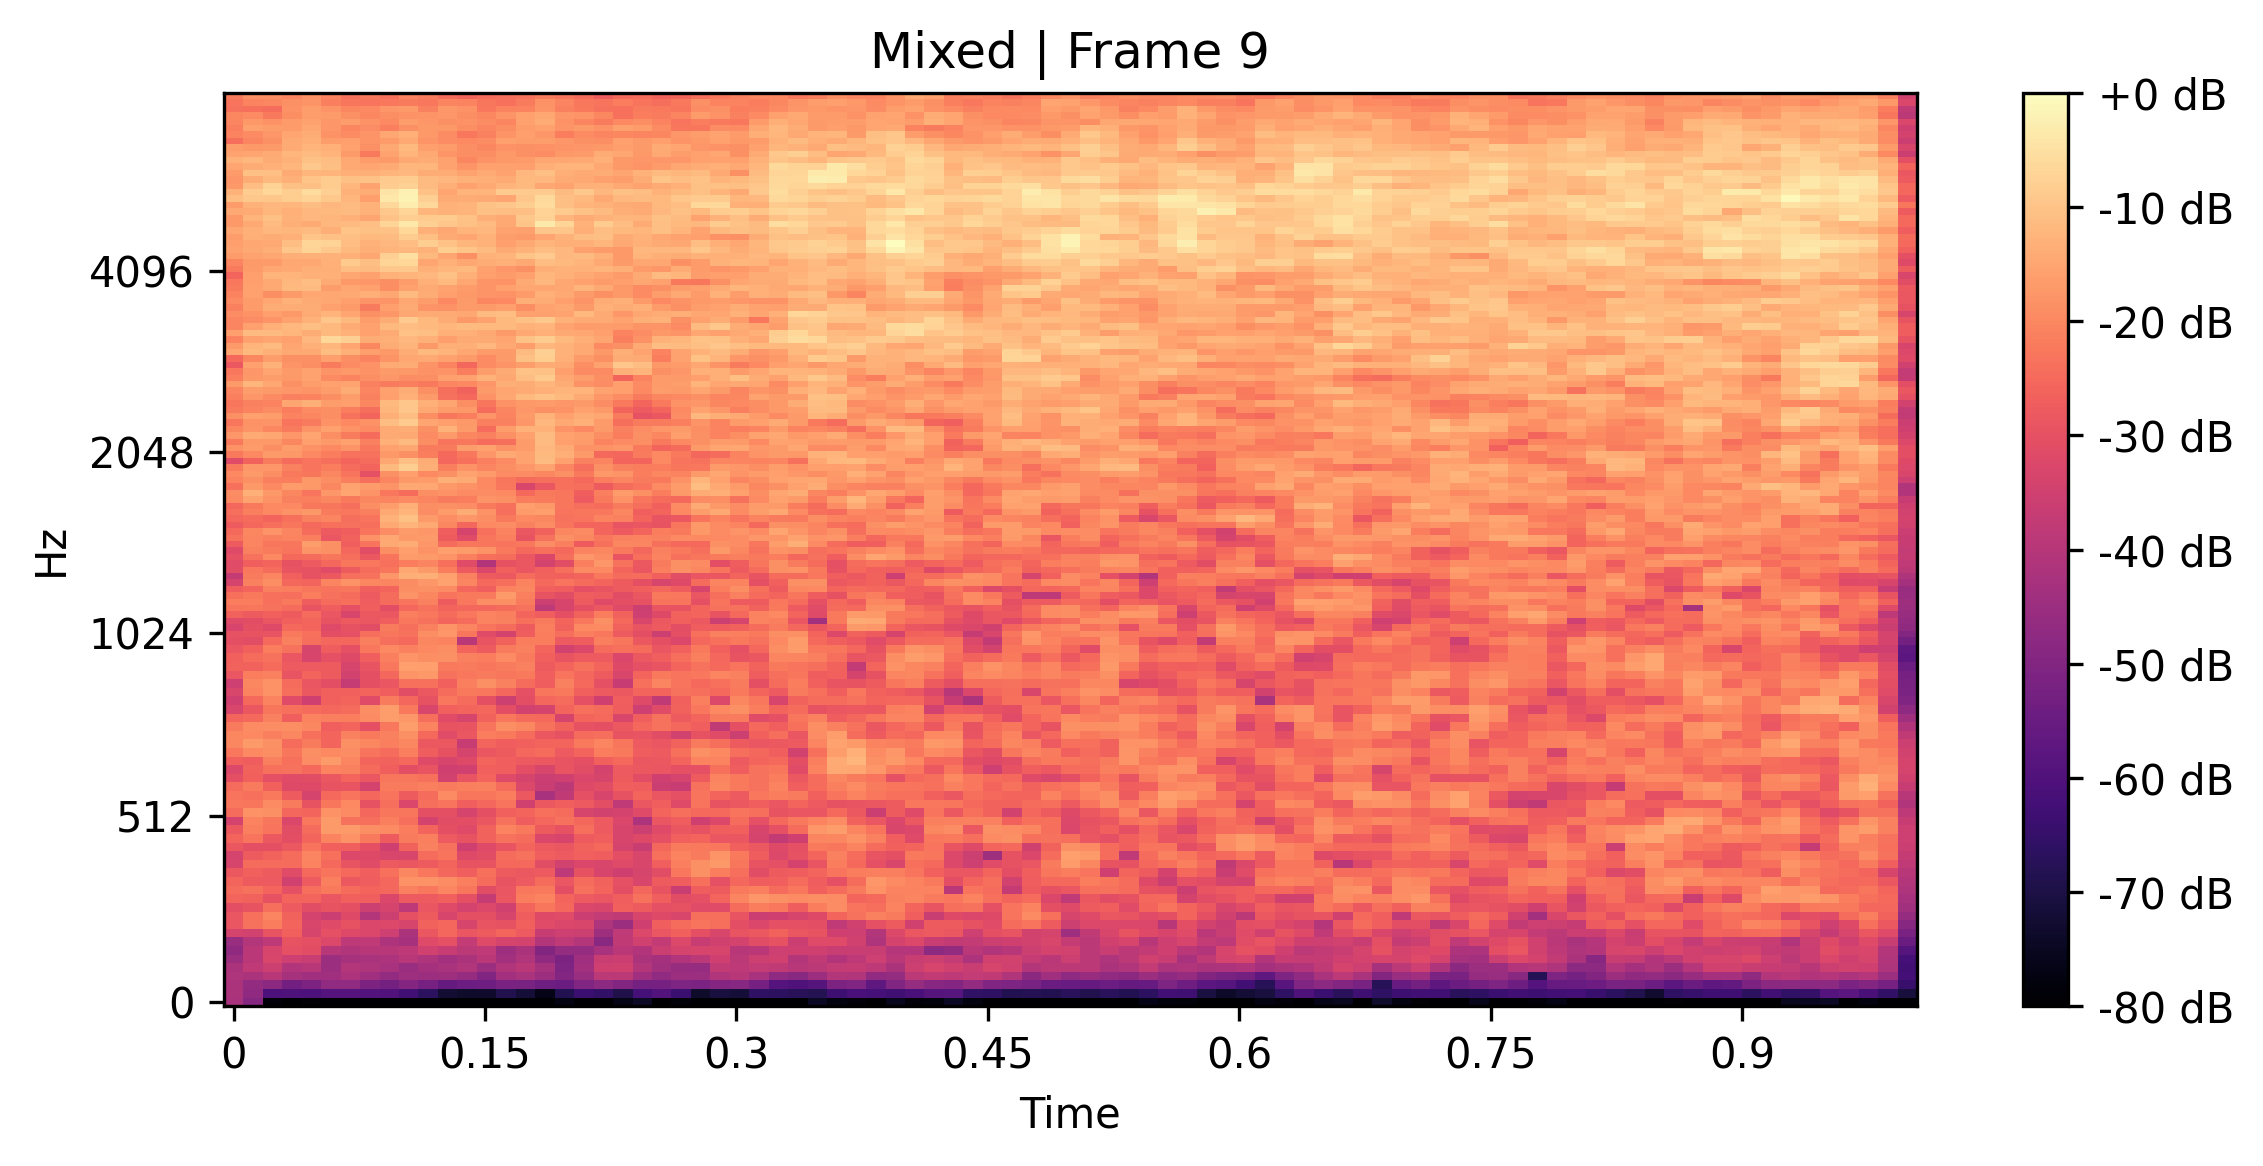 Mixed | Frame 9
+0 dB
-10 dB
-20 dB
-30 dB
-40 dB
-50 dB
-60 dB
-70 dB
-80 dB
Hz
4096
2048
1024
512
0
0 0.15 0.3 0.45 0.6 0.75 0.9
Time